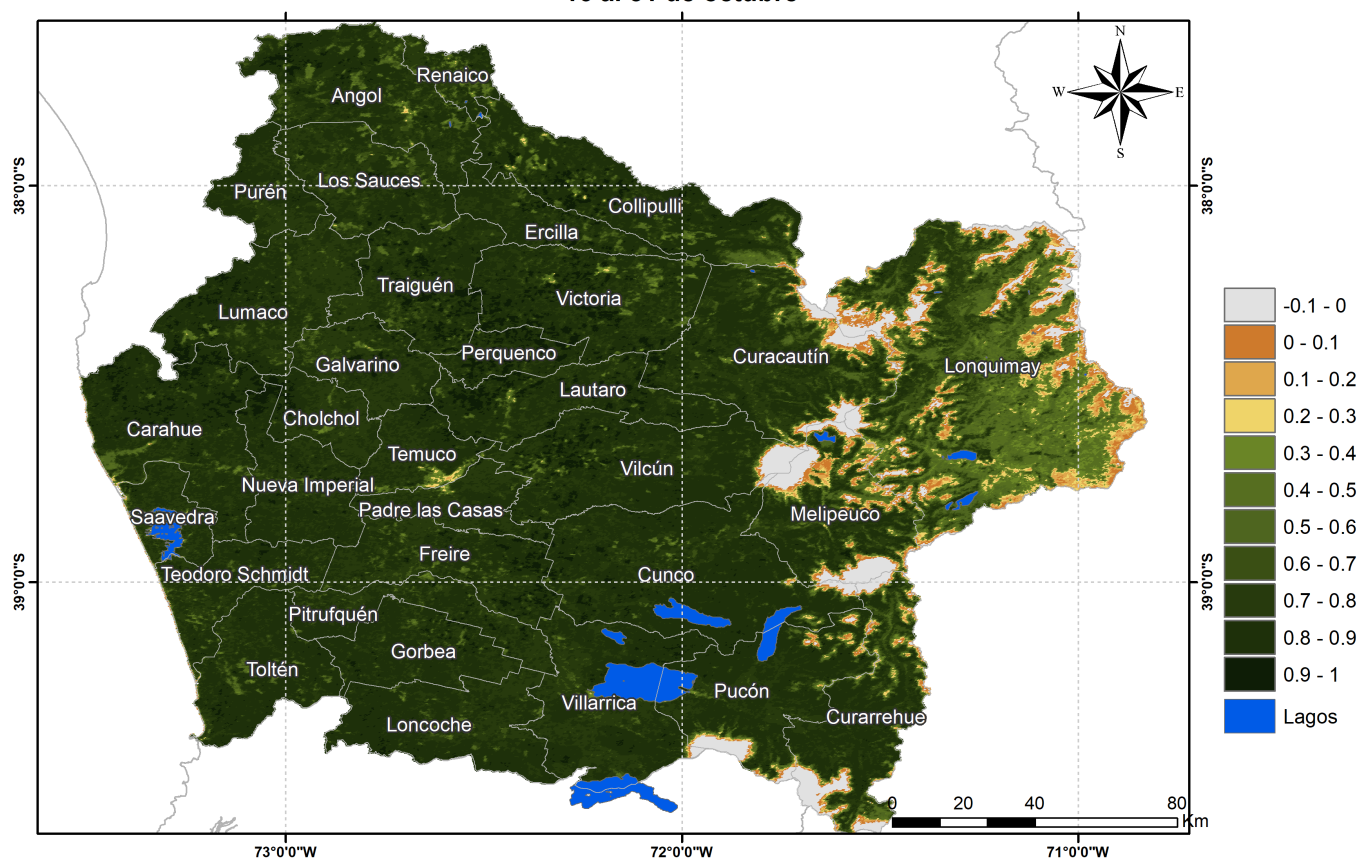 N
W E
S
Renaico
Angol
Los Sauces
Purén
Collipulli
Ercilla
Traiguén
Victoria
Lumaco
Perquenco
Curacautín
Galvarino
Lonquimay
Lautaro
Cholchol
Carahue
Temuco
Vilcún
Nueva Imperial
Padre las Casas
Melipeuco
Saavedra
Freire
Teodoro Schmidt
Cunco
Pitrufquén
Gorbea
Toltén
Pucón
Villarrica
Curarrehue
Loncoche
0 20 40 80
Km
38°0'0"S
38°0'0"S
39°0'0"S
39°0'0"S
73°0'0"W 72°0'0"W 71°0'0"W
-0.1 - 0
0 - 0.1
0.1 - 0.2
0.2 - 0.3
0.3 - 0.4
0.4 - 0.5
0.5 - 0.6
0.6 - 0.7
0.7 - 0.8
0.8 - 0.9
0.9 - 1
Lagos